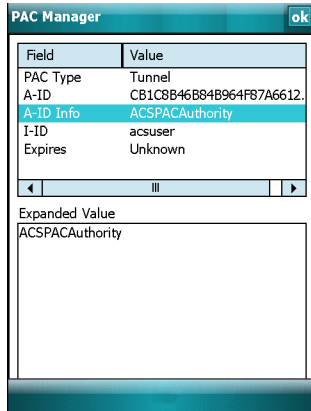 PAC Manager ok
Field Value
PAC Type Tunnel
A-ID CB1C8B46B84B964F87A6612.
A-ID Info ACSPACAuthority
I-ID acsuser
Expires Unknown
Expanded Value
ACSPACAuthority